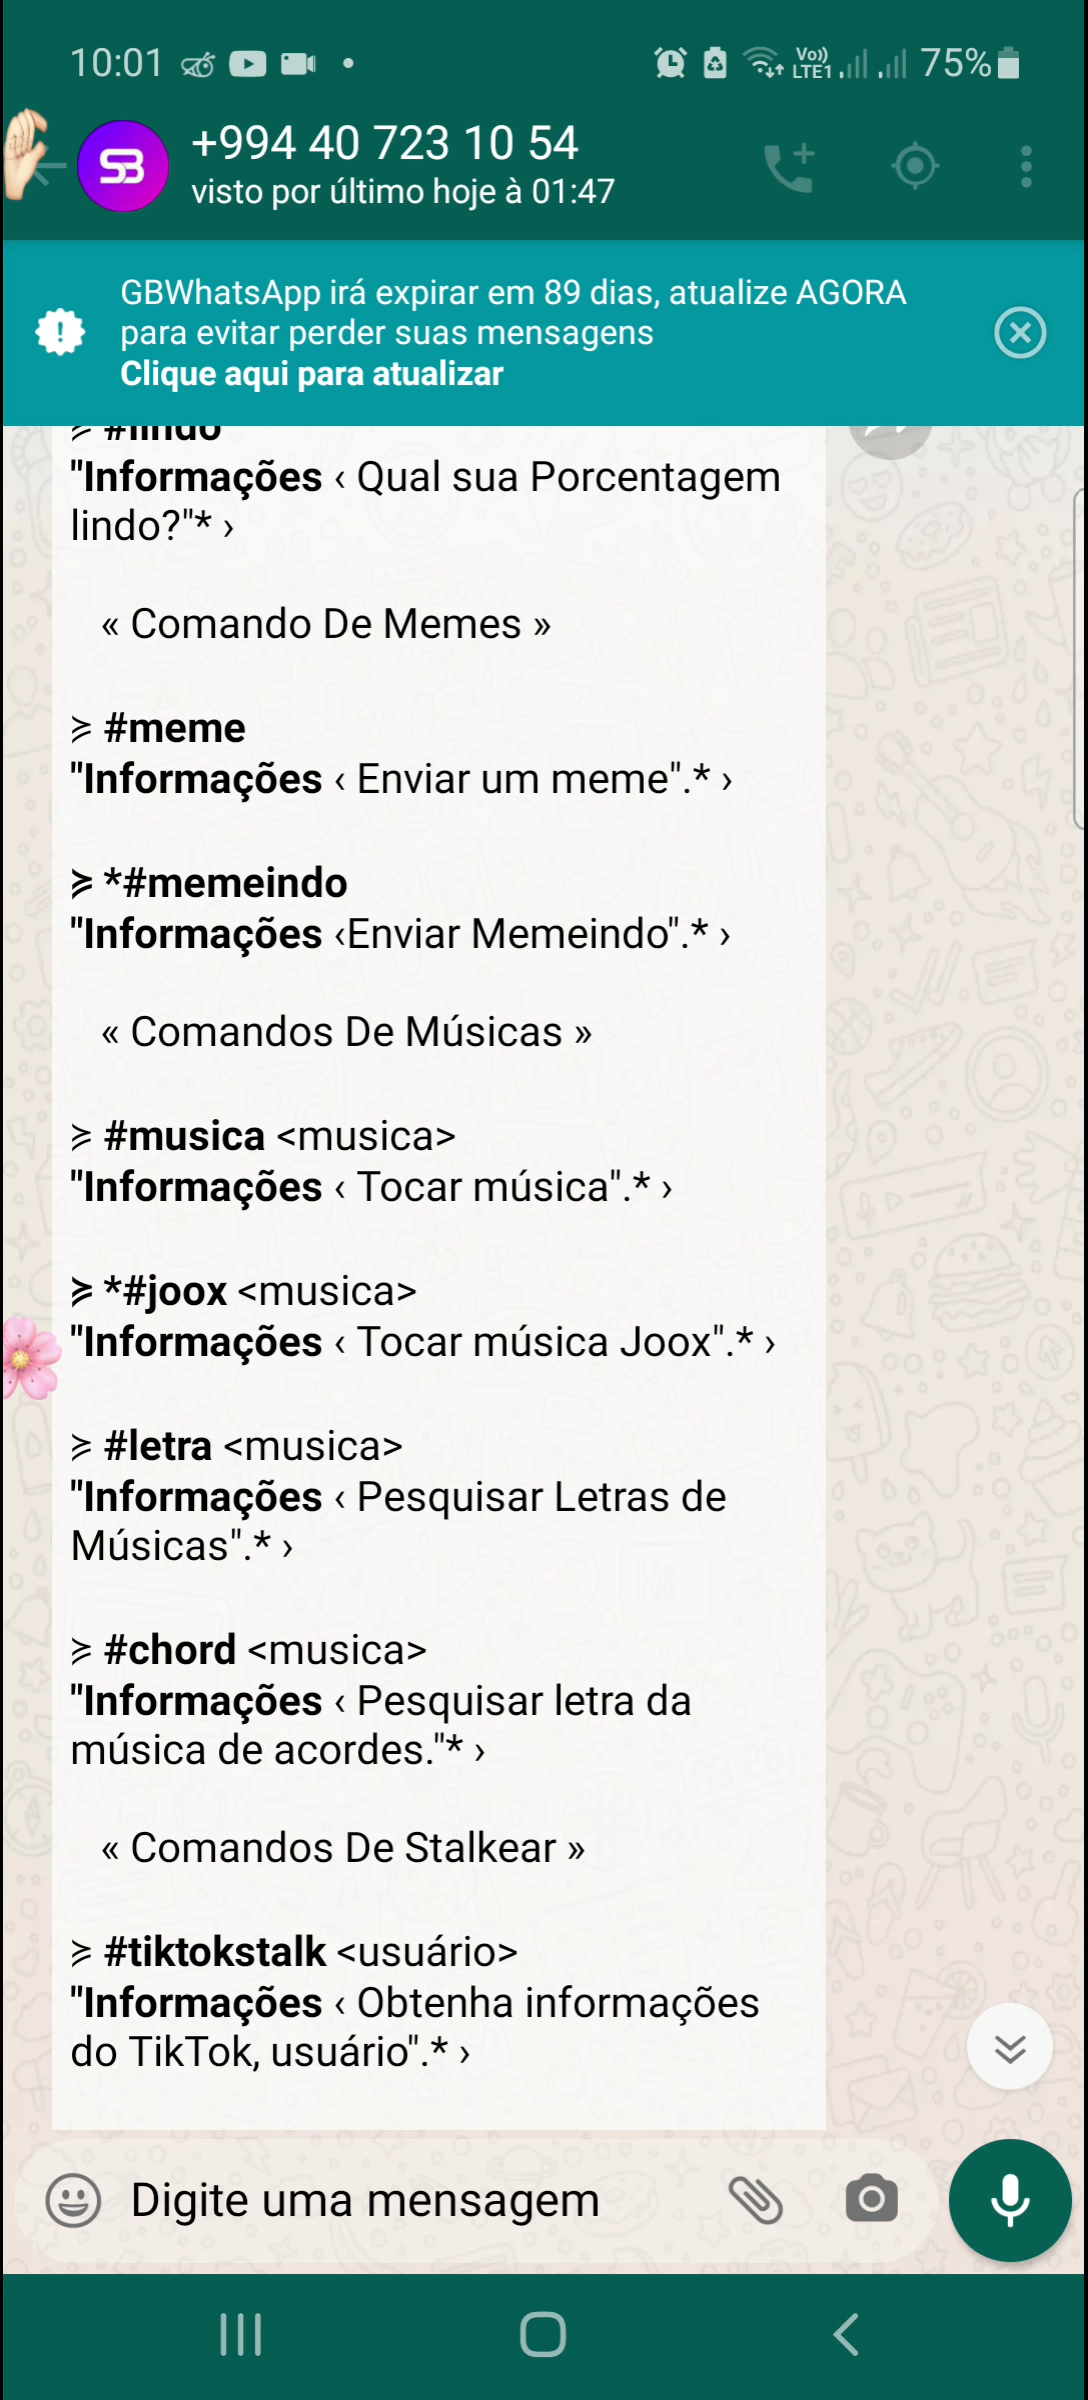 10:01
Vo))
LTE1
75%
SB
+994 40 723 10 54
visto por último hoje à 01:47
GBWhatsApp irá expirar em 89 dias, atualize AGORA
para evitar perder suas mensagens
Clique aqui para atualizar
≽ #lindo
"Informações ‹ Qual sua Porcentagem
lindo?"* ›
« Comando De Memes »
≽ #meme
"Informações ‹ Enviar um meme".* ›
≽ *#memeindo
"Informações ‹Enviar Memeindo".* ›
« Comandos De Músicas »
≽ #musica <musica>
"Informações ‹ Tocar música".* ›
≽ *#joox <musica>
"Informações ‹ Tocar música Joox".* ›
≽ #letra <musica>
"Informações ‹ Pesquisar Letras de
Músicas".* ›
≽ #chord <musica>
"Informações ‹ Pesquisar letra da
música de acordes."* ›
« Comandos De Stalkear »
≽ #tiktokstalk <usuário>
"Informações ‹ Obtenha informações
do TikTok, usuário".* ›
Digite uma mensagem